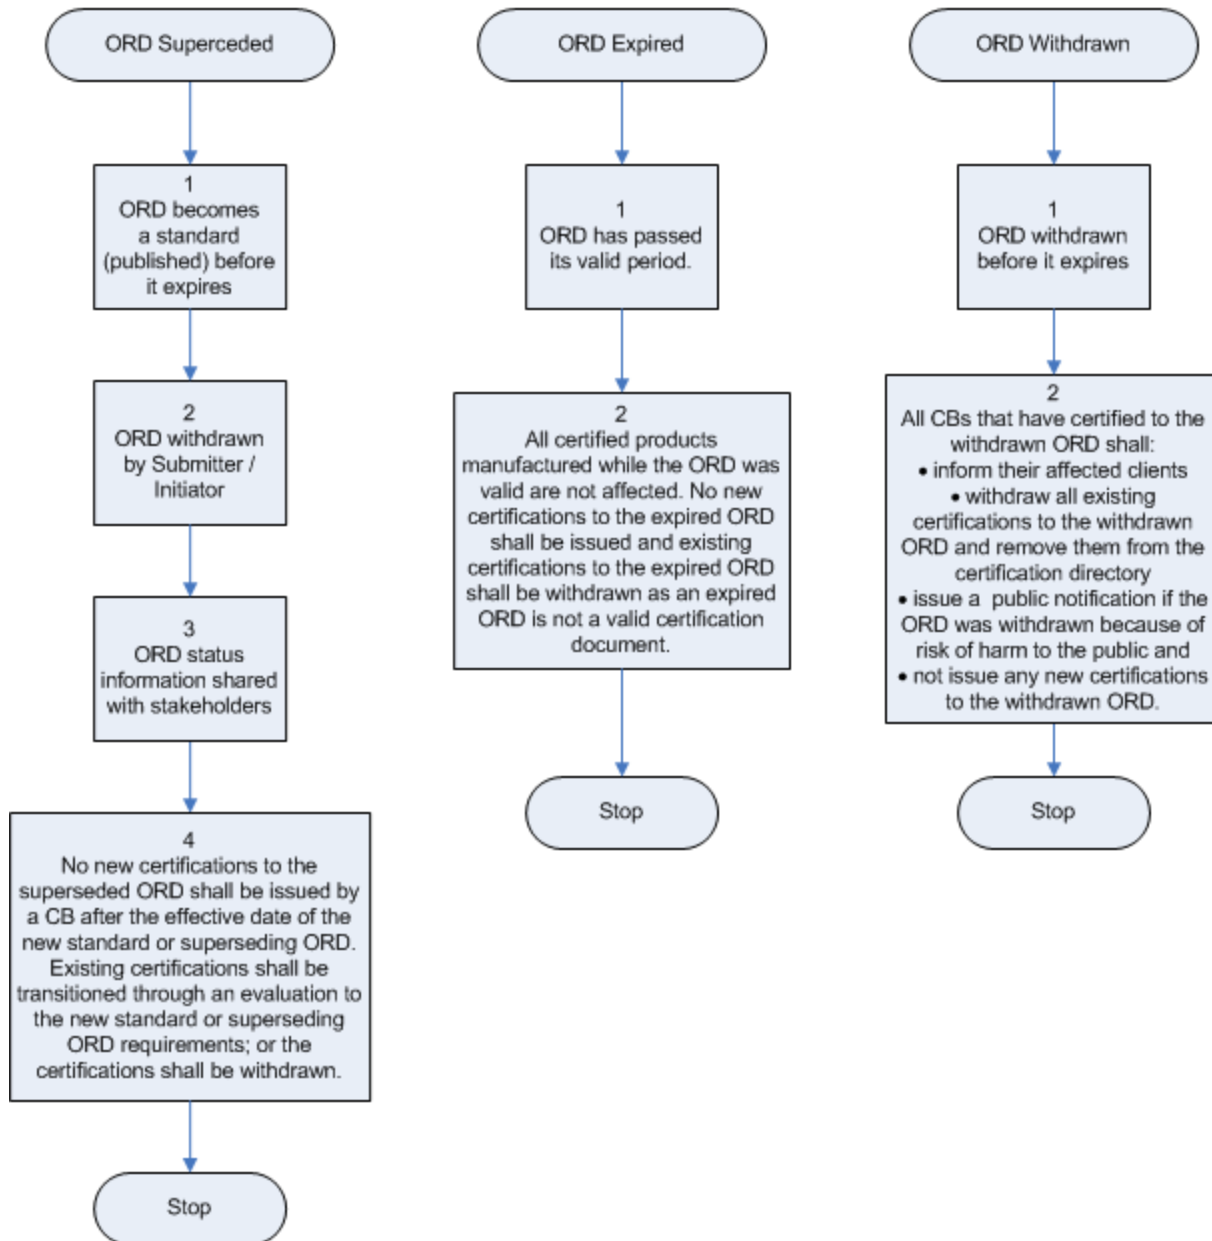 ORD Superceded
1
ORD becomes
a standard
(published) before
it expires
2
ORD withdrawn
by Submitter /
Initiator
3
ORD status
information shared
with stakeholders
4
No new certifications to the
superseded ORD shall be issued by
a CB after the effective date of the
new standard or superseding ORD.
Existing certifications shall be
transitioned through an evaluation to
the new standard or superseding
ORD requirements; or the
certifications shall be withdrawn.
Stop
ORD Expired
1
ORD has passed
its valid period.
2
All certified products
manufactured while the ORD was
valid are not affected. No new
certifications to the expired ORD
shall be issued and existing
certifications to the expired ORD
shall be withdrawn as an expired
ORD is not a valid certification
document.
Stop
ORD Withdrawn
1
ORD withdrawn
before it expires
2
All CBs that have certified to the
withdrawn ORD shall:
• inform their affected clients
• withdraw all existing
certifications to the withdrawn
ORD and remove them from the
certification directory
• issue a public notification if the
ORD was withdrawn because of
risk of harm to the public and
• not issue any new certifications
to the withdrawn ORD.
Stop